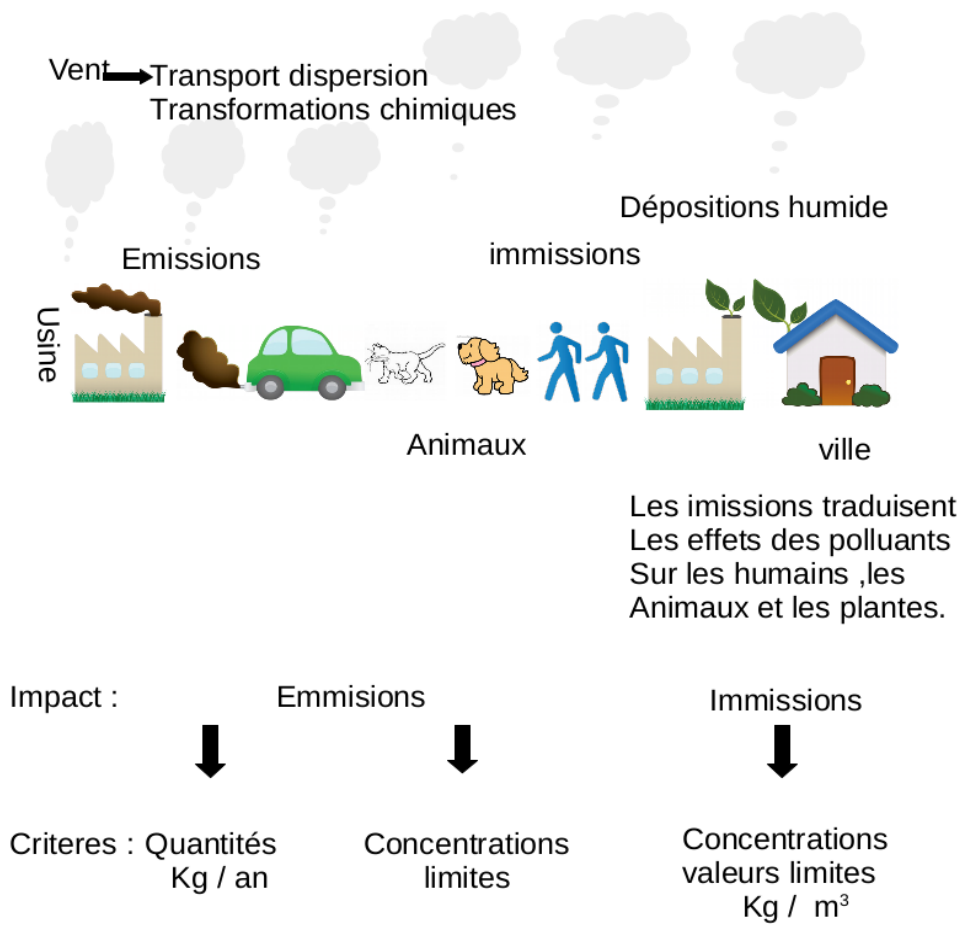 Vent
Transport dispersion
Transformations chimiques
Dépositions humide
Emissions
immissions
Usine
Animaux
ville
Les imissions traduisent
Les effets des polluants
Sur les humains ,les
Animaux et les plantes.
Impact :
Emmisions
Immissions
Criteres :
Quantités
Kg / an
Concentrations
limites
Concentrations
valeurs limites
Kg / m³